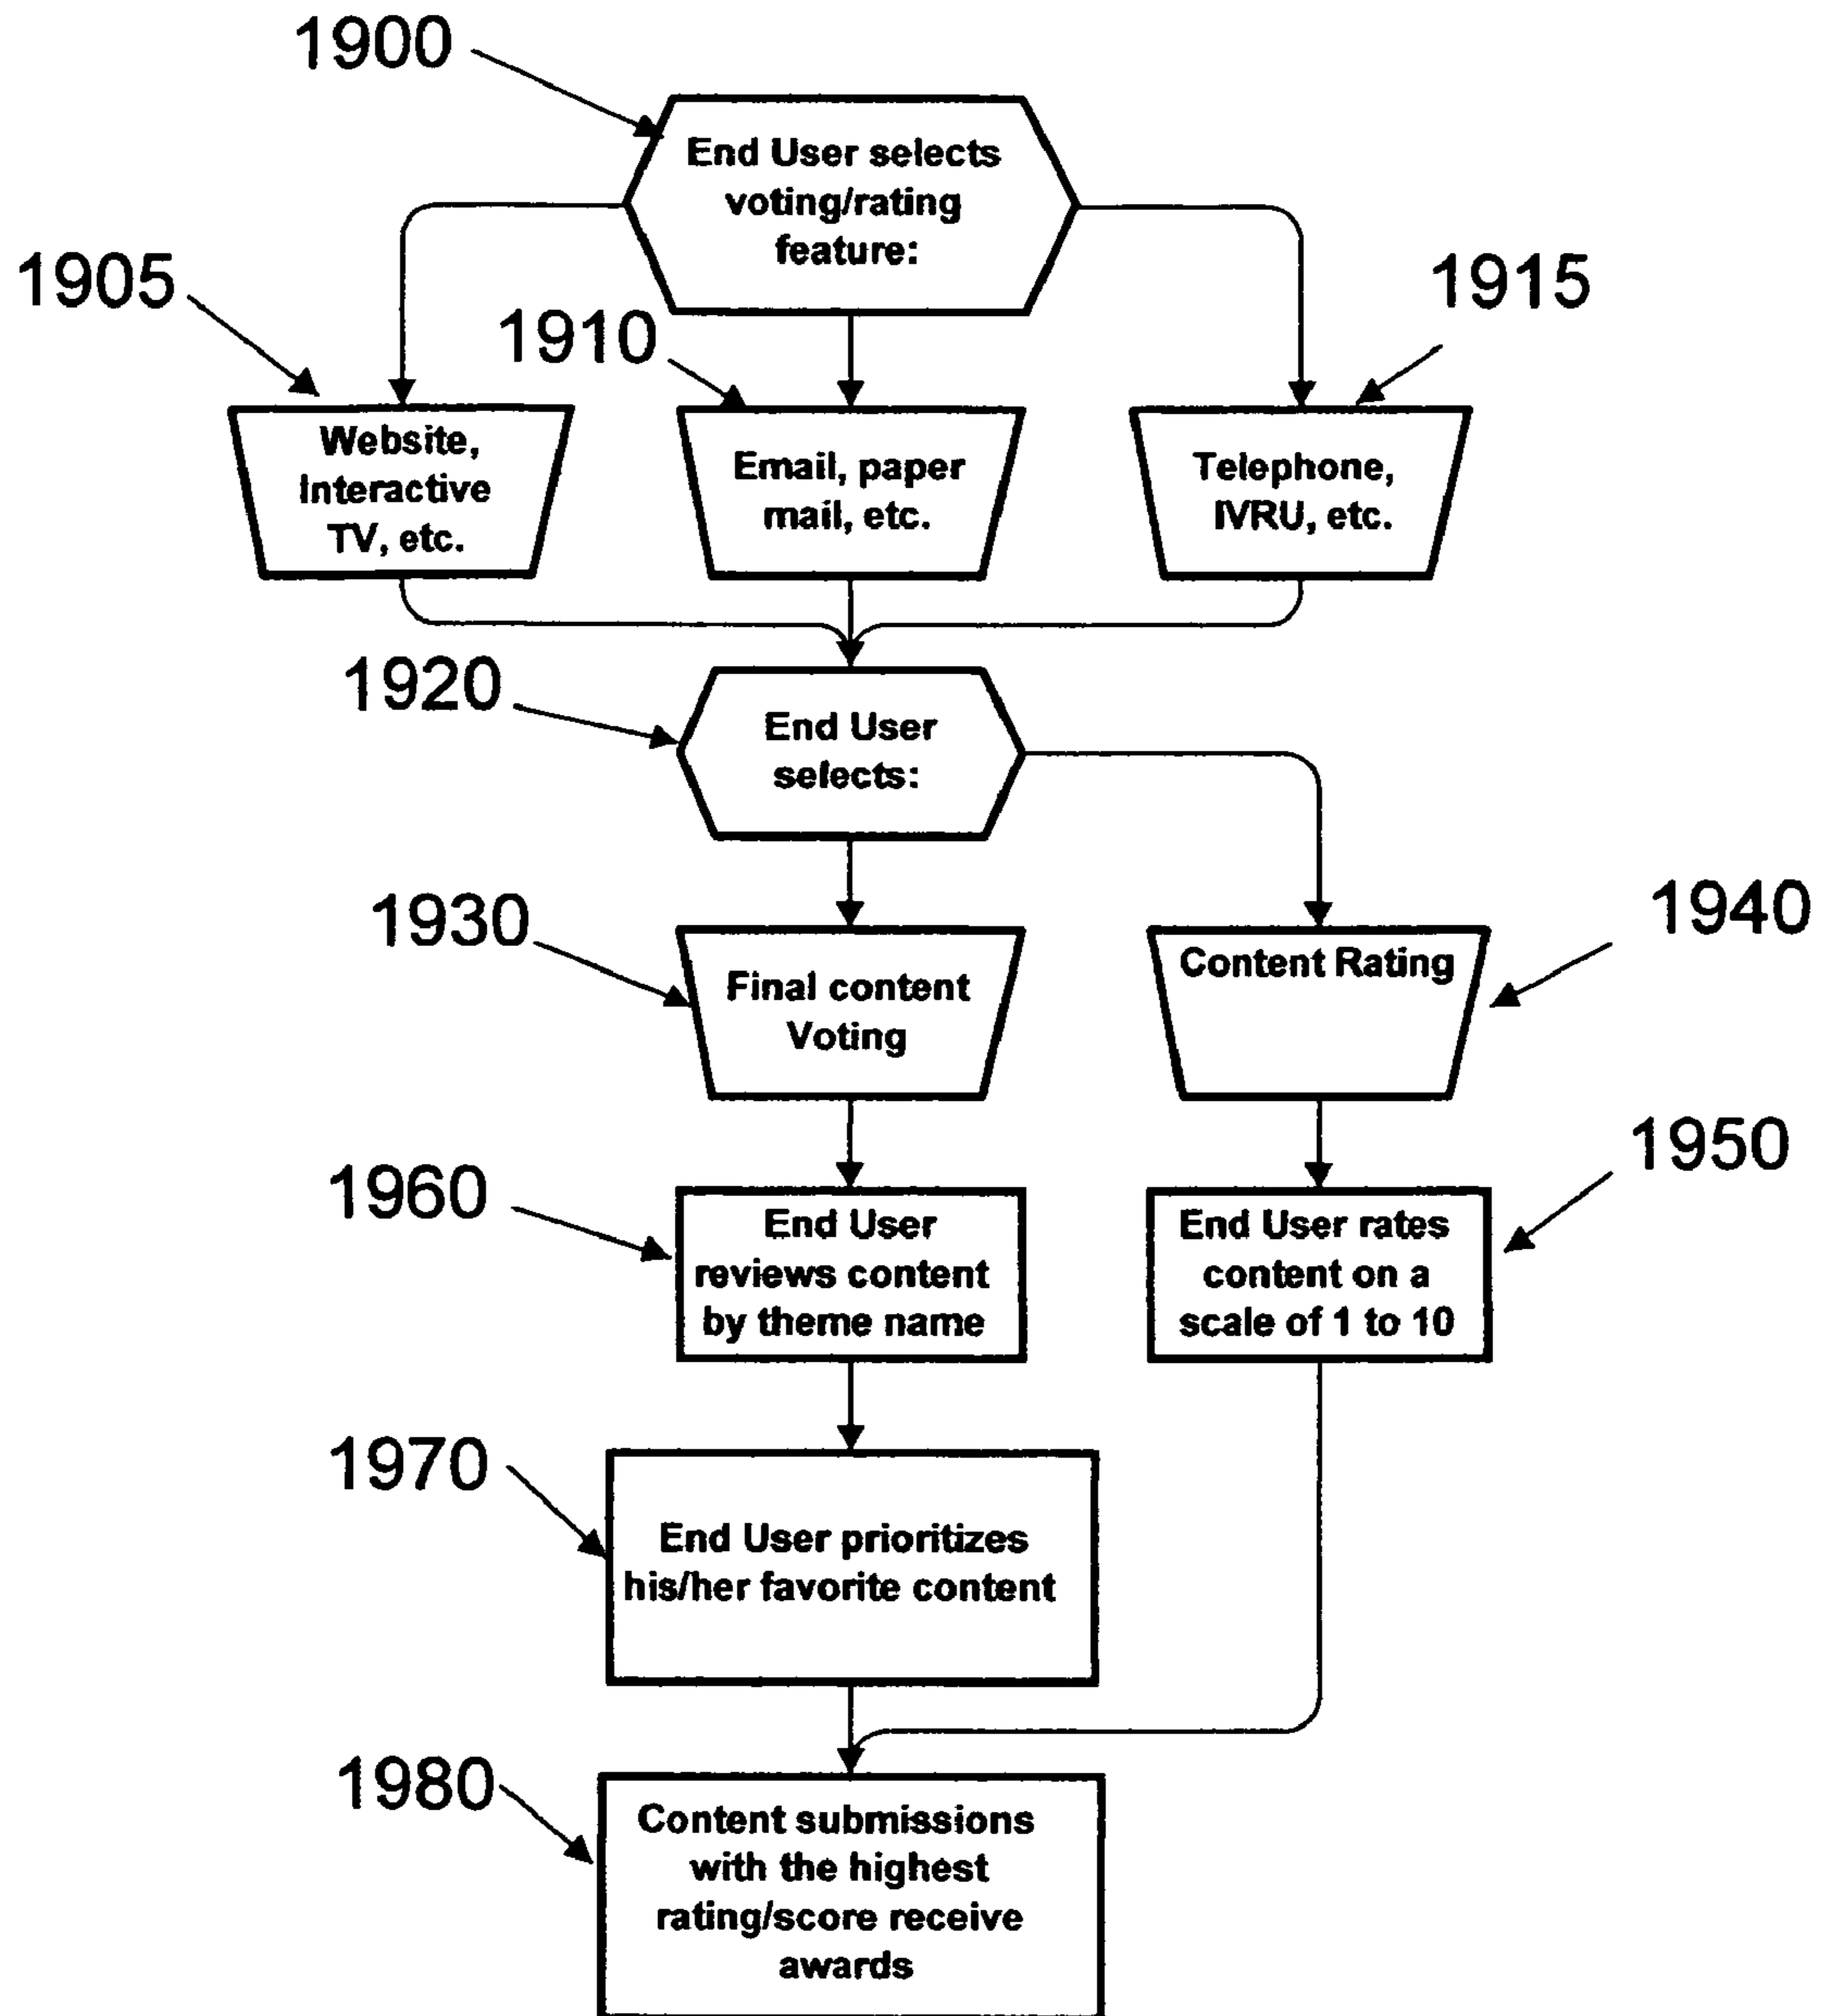 1900
End User selects
voting/rating
feature:
1905
1910
1915
Website,
Interactive
TV, etc.
Email, paper
mail, etc.
Telephone,
IVRU, etc.
1920
End User
selects:
1930
Final content
Voting
Content Rating
1940
1950
1960
End User
reviews content
by theme name
End User rates
content on a
scale of 1 to 10
1970
End User prioritizes
his/her favorite content
1980
Content submissions
with the highest
rating/score receive
awards